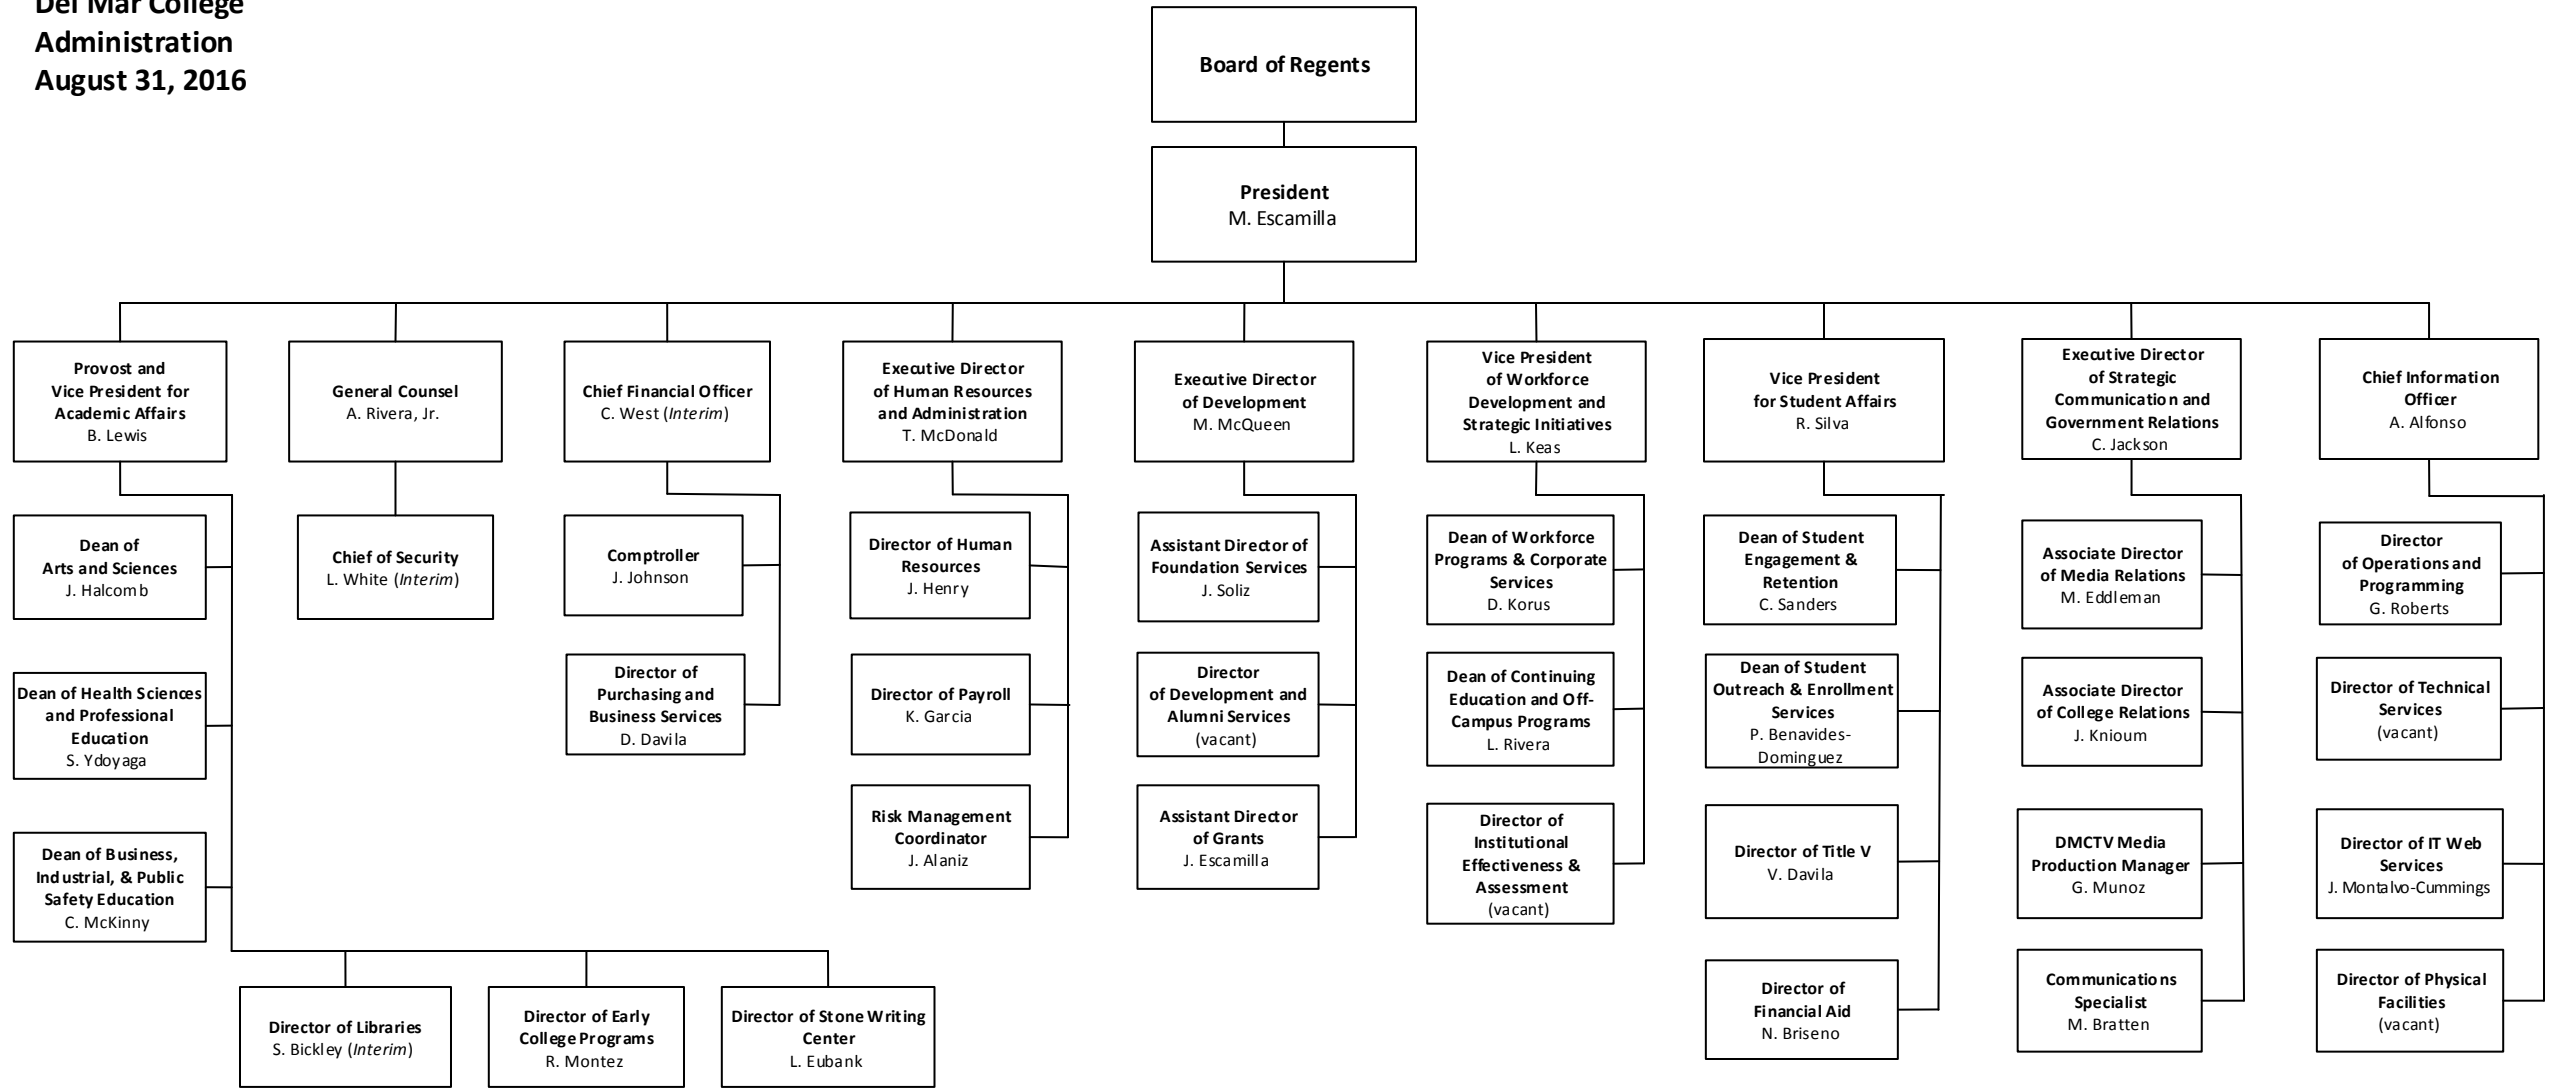 Del Mar College
Administration
August 31, 2016
Board of Regents
President
M. Escamilla
Provost and
Vice President for
Academic Affairs
B. Lewis
General Counsel
A. Rivera, Jr.
Chief Financial Officer
C. West (Interim)
Executive Director
of Human Resources
and Administration
T. McDonald
Executive Director
of Development
M. McQueen
Vice President
of Workforce
Development and
Strategic Initiatives
L. Keas
Vice President
for Student Affairs
R. Silva
Executive Director
of Strategic
Communication and
Government Relations
C. Jackson
Chief Information
Officer
A. Alfonso
Dean of
Arts and Sciences
J. Halcomb
Chief of Security
L. White (Interim)
Comptroller
J. Johnson
Director of Human
Resources
J. Henry
Assistant Director of
Foundation Services
J. Soliz
Dean of Workforce
Programs & Corporate
Services
D. Korus
Dean of Student
Engagement &
Retention
C. Sanders
Associate Director
of Media Relations
M. Eddleman
Director
of Operations and
Programming
G. Roberts
Dean of Health Sciences
and Professional
Education
S. Ydoyaga
Director of
Purchasing and
Business Services
D. Davila
Director of Payroll
K. Garcia
Director
of Development and
Alumni Services
(vacant)
Dean of Continuing
Education and Off-
Campus Programs
L. Rivera
Dean of Student
Outreach & Enrollment
Services
P. Benavides-
Dominguez
Associate Director
of College Relations
J. Knioum
Director of Technical
Services
(vacant)
Dean of Business,
Industrial, & Public
Safety Education
C. McKinny
Risk Management
Coordinator
J. Alaniz
Assistant Director
of Grants
J. Escamilla
Director of
Institutional
Effectiveness &
Assessment
(vacant)
Director of Title V
V. Davila
DMCTV Media
Production Manager
G. Munoz
Director of IT Web
Services
J. Montalvo-Cummings
Director of Libraries
S. Bickley (Interim)
Director of Early
College Programs
R. Montez
Director of Stone Writing
Center
L. Eubank
Director of
Financial Aid
N. Briseno
Communications
Specialist
M. Bratten
Director of Physical
Facilities
(vacant)